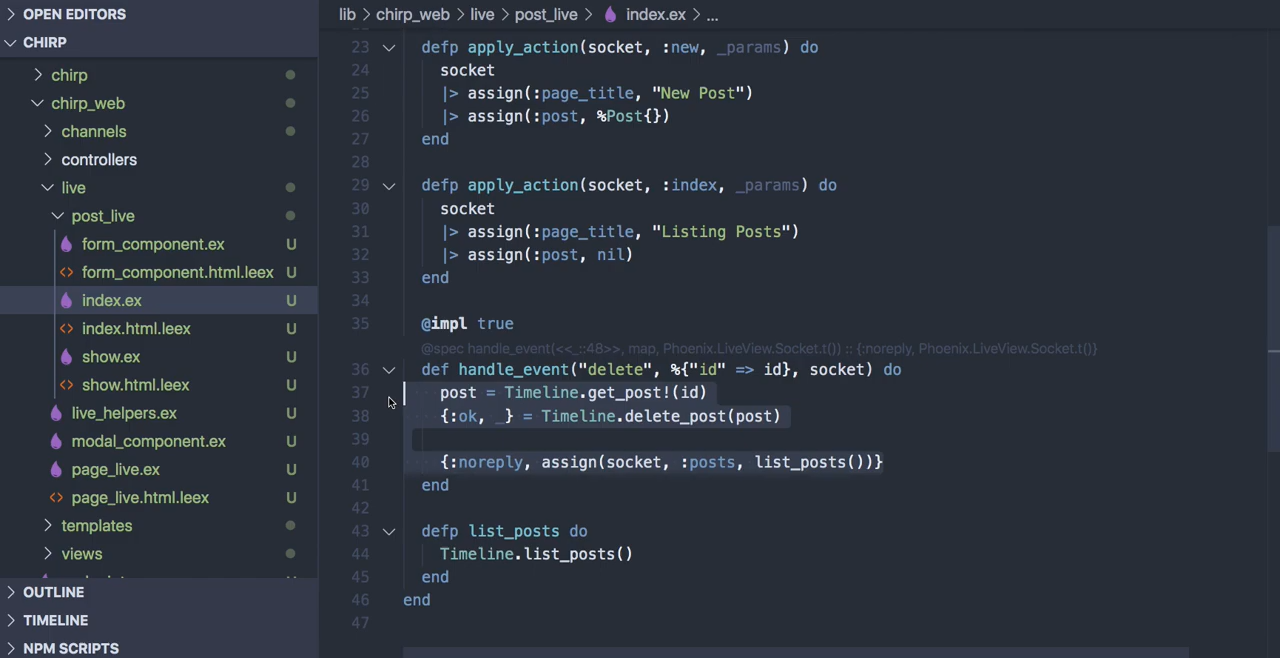 OPEN EDITORS
CHIRP
chirp
chirp_web
channels
controllers
live
post_live
form_component.ex U
form_component.html.leex U
index.ex U
index.html.leex U
show.ex U
show.html.leex U
live_helpers.ex U
modal_component.ex U
page_live.ex U
page_live.html.leex U
templates
views
OUTLINE
TIMELINE
NPM SCRIPTS
lib > chirp_web > live > post_live > index.ex > ...
23 defp apply_action(socket, :new, _params) do
24 socket
25 |> assign(:page_title, "New Post")
26 |> assign(:post, %Post{})
27 end
28
29 defp apply_action(socket, :index, _params) do
30 socket
31 |> assign(:page_title, "Listing Posts")
32 |> assign(:post, nil)
33 end
34
35 @impl true
@spec handle_event(<<_::48>>, map, Phoenix.LiveView.Socket.t()) :: {:noreply, Phoenix.LiveView.Socket.t()}
36 def handle_event("delete", %{"id" => id}, socket) do
37 post = Timeline.get_post!(id)
38 {:ok, _} = Timeline.delete_post(post)
39
40 {:noreply, assign(socket, :posts, list_posts())}
41 end
42
43 defp list_posts do
44 Timeline.list_posts()
45 end
46 end
47